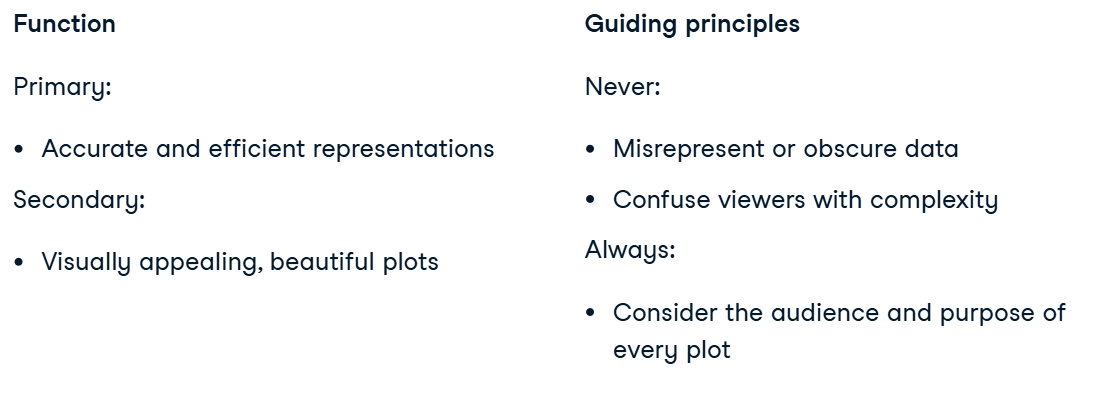 Function
Primary:
• Accurate and efficient representations
Secondary:
• Visually appealing, beautiful plots
Guiding principles
Never:
• Misrepresent or obscure data
• Confuse viewers with complexity
Always:
• Consider the audience and purpose of
every plot